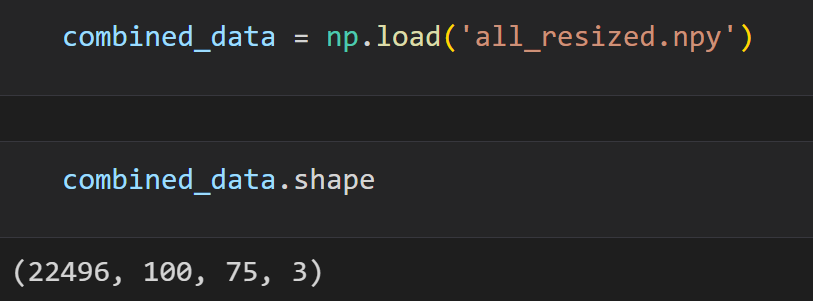 combined_data = np.load('all_resized.npy')
combined_data.shape
(22496, 100, 75, 3)